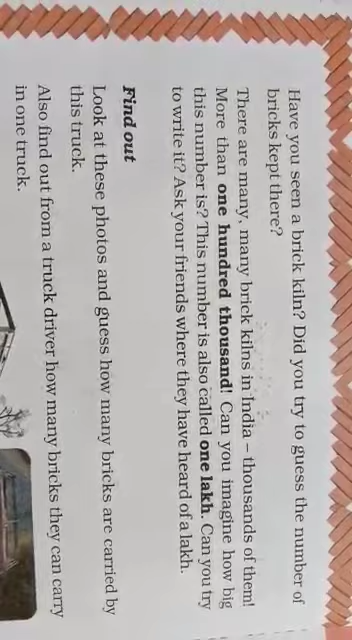 Have you seen a brick kiln? Did you try to guess the number of
bricks kept there?
There are many, many brick kilns in India – thousands of them!
More than one hundred thousand! Can you imagine how big
this number is? This number is also called one lakh. Can you try
to write it? Ask your friends where they have heard of a lakh.
Find out
Look at these photos and guess how many bricks are carried by
this truck.
Also find out from a truck driver how many bricks they can carry
in one truck.